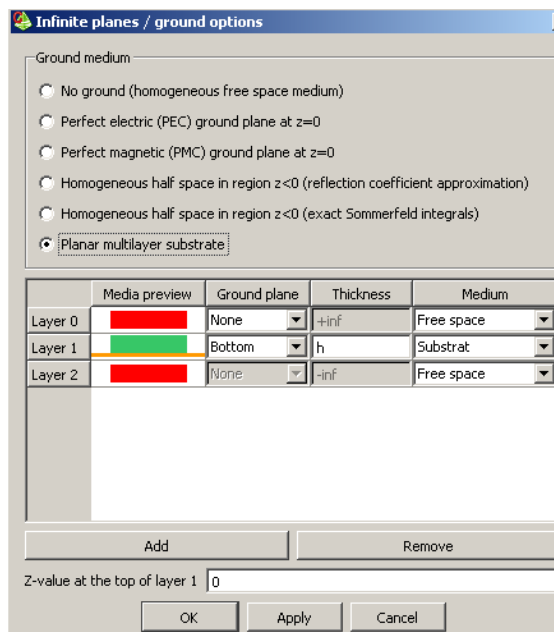 Infinite planes / ground options
Ground medium
No ground (homogeneous free space medium)
Perfect electric (PEC) ground plane at z=0
Perfect magnetic (PMC) ground plane at z=0
Homogeneous half space in region z<0 (reflection coefficient approximation)
Homogeneous half space in region z<0 (exact Sommerfeld integrals)
Planar multilayer substrate
Media preview Ground plane Thickness Medium
Layer 0 None +inf Free space
Layer 1 Bottom h Substrat
Layer 2 None -inf Free space
Add Remove
Z-value at the top of layer 1 0
OK Apply Cancel